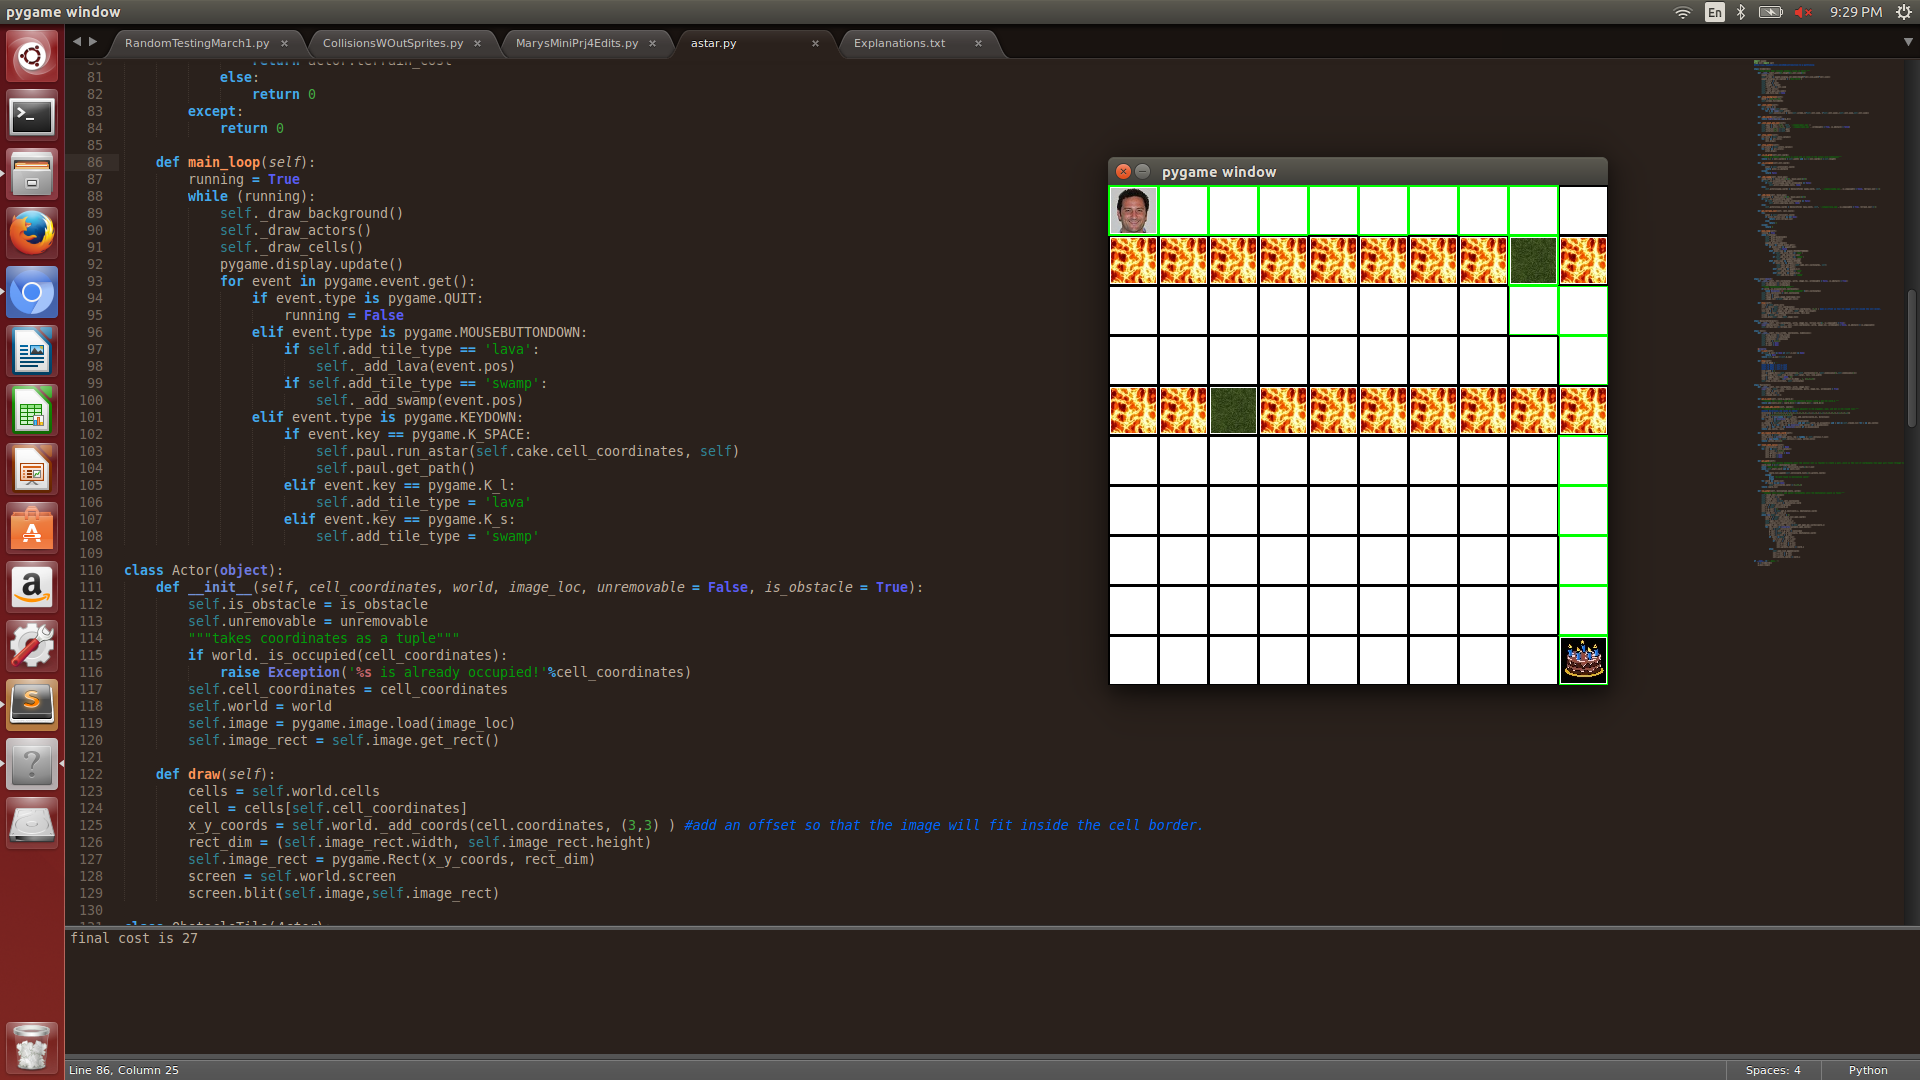 pygame window
En
9:29 PM
RandomTestingMarch1.py
CollisionsWOutSprites.py
MarysMiniPrj4Edits.py
astar.py
Explanations.txt
80 return actor.terrain_cost
81 else:
82 return 0
83 except:
84 return 0
85
86 def main_loop(self):
87 running = True
88 while (running):
89 self._draw_background()
90 self._draw_actors()
91 self._draw_cells()
92 pygame.display.update()
93 for event in pygame.event.get():
94 if event.type is pygame.QUIT:
95 running = False
96 elif event.type is pygame.MOUSEBUTTONDOWN:
97 if self.add_tile_type == 'lava':
98 self._add_lava(event.pos)
99 if self.add_tile_type == 'swamp':
100 self._add_swamp(event.pos)
101 elif event.type is pygame.KEYDOWN:
102 if event.key == pygame.K_SPACE:
103 self.paul.run_astar(self.cake.cell_coordinates, self)
104 self.paul.get_path()
105 elif event.key == pygame.K_l:
106 self.add_tile_type = 'lava'
107 elif event.key == pygame.K_s:
108 self.add_tile_type = 'swamp'
109
110 class Actor(object):
111 def __init__(self, cell_coordinates, world, image_loc, unremovable = False, is_obstacle = True):
112 self.is_obstacle = is_obstacle
113 self.unremovable = unremovable
114 """takes coordinates as a tuple"""
115 if world._is_occupied(cell_coordinates):
116 raise Exception('%s is already occupied!'%cell_coordinates)
117 self.cell_coordinates = cell_coordinates
118 self.world = world
119 self.image = pygame.image.load(image_loc)
120 self.image_rect = self.image.get_rect()
121
122 def draw(self):
123 cells = self.world.cells
124 cell = cells[self.cell_coordinates]
125 x_y_coords = self.world._add_coords(cell.coordinates, (3,3) ) #add an offset so that the image will fit inside the cell border.
126 rect_dim = (self.image_rect.width, self.image_rect.height)
127 self.image_rect = pygame.Rect(x_y_coords, rect_dim)
128 screen = self.world.screen
129 screen.blit(self.image,self.image_rect)
130
131 class ObstacleTile(Actor):
pygame window
final cost is 27
Line 86, Column 25
Spaces: 4
Python